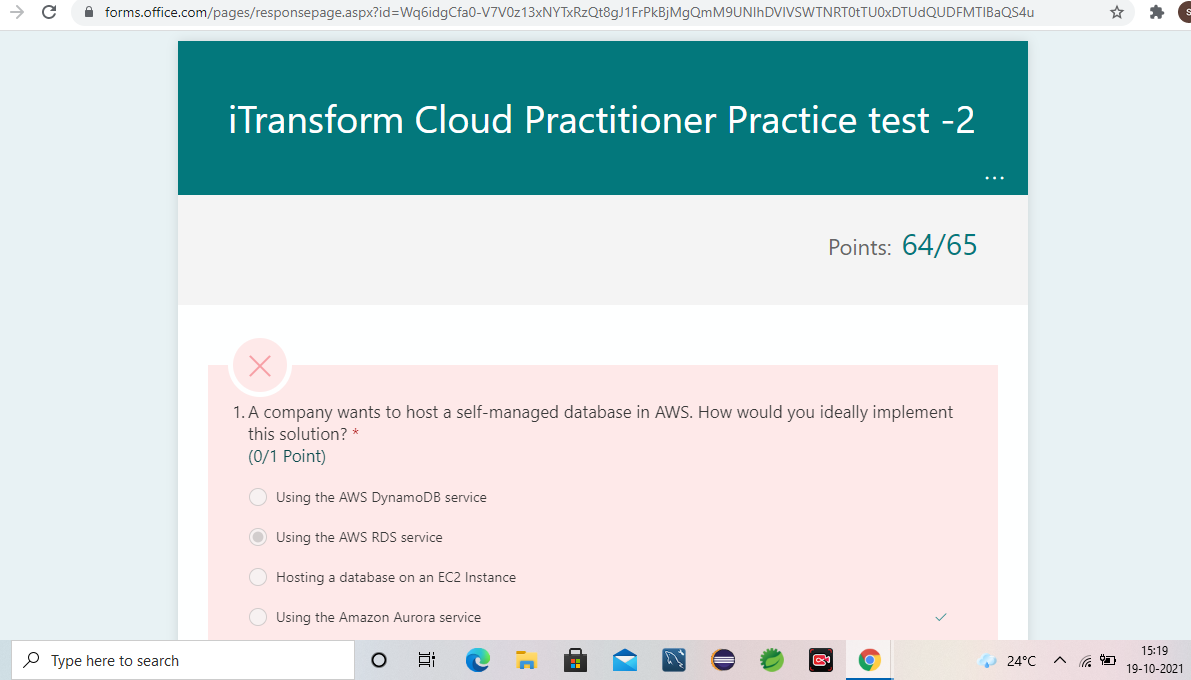 forms.office.com/pages/responsepage.aspx?id=Wq6idgCfa0-V7V0z13xNYTxRzQt8gJ1FrPkBjMgQmM9UNlhDVlVSWTNRT0tTU0xDTUdQUDFMTlBaQS4u
S
iTransform Cloud Practitioner Practice test -2
...
Points: 64/65
1. A company wants to host a self-managed database in AWS. How would you ideally implement
this solution? *
(0/1 Point)
Using the AWS DynamoDB service
Using the AWS RDS service
Hosting a database on an EC2 Instance
Using the Amazon Aurora service
Type here to search
24°C
15:19
19-10-2021